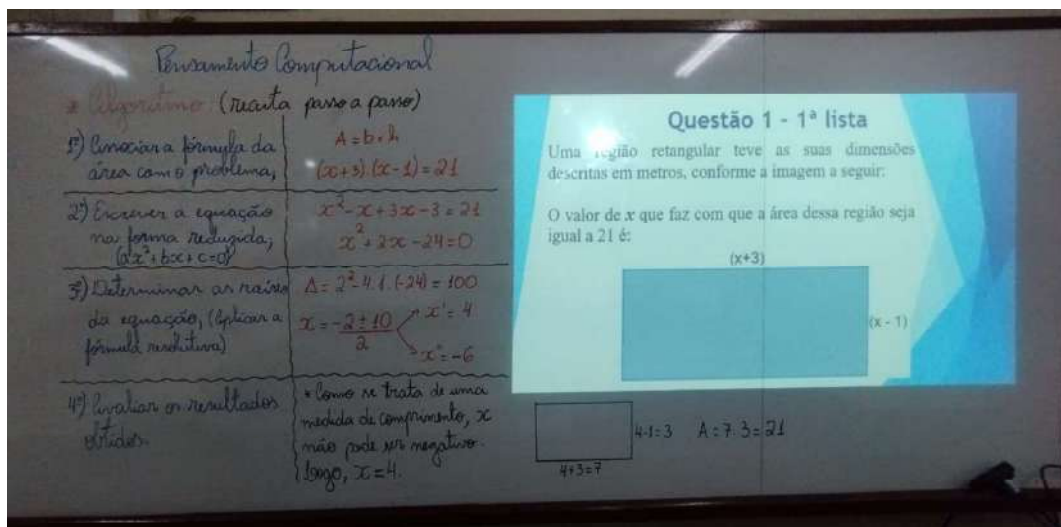 Pensamento Computacional
* Algoritmo: (receita passo a passo)
1º) Associar a fórmula da
área com o problema;
A = b . h
(x+3).(x-1) = 21
2º) Escrever a equação
na forma reduzida;
(ax²+bx+c=0)
x² - x + 3x - 3 = 21
x² + 2x - 24 = 0
3º) Determinar as raízes
da equação, (Aplicar a
fórmula resolutiva)
Δ = 2² - 4.1.(-24) = 100
x = -2 ± 10
2
x' = 4
x" = -6
4º) Avaliar os resultados
obtidos.
* Como se trata de uma
medida de comprimento, x
não pode ser negativo.
Logo, x = 4.
Questão 1 - 1ª lista
Uma região retangular teve as suas dimensões
descritas em metros, conforme a imagem a seguir:
O valor de x que faz com que a área dessa região seja
igual a 21 é:
(x+3)
(x - 1)
4-1=3
A = 7.3 = 21
4+3=7